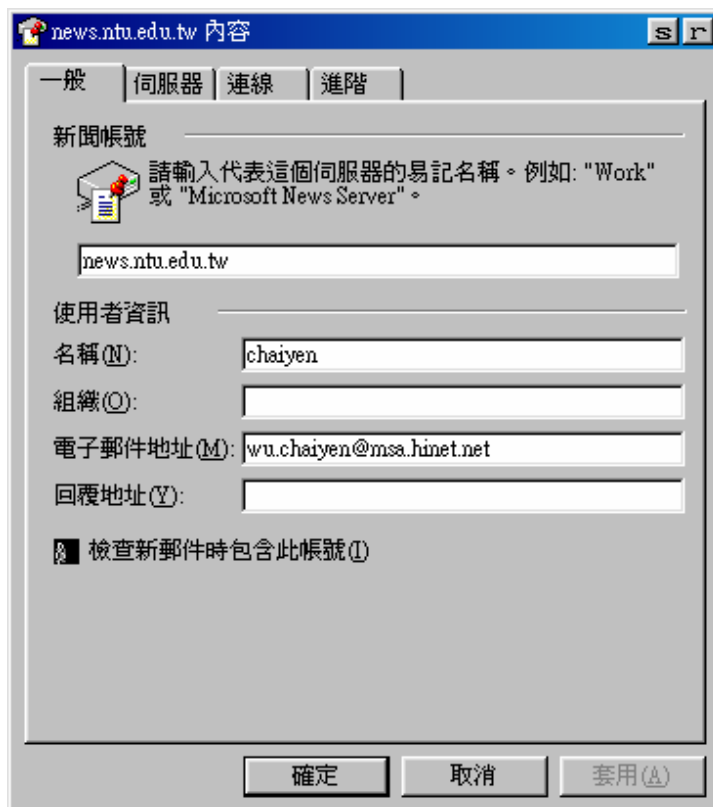 news.ntu.edu.tw 內容
s r
一般 伺服器 連線 進階
新聞帳號
請輸入代表這個伺服器的易記名稱。例如: "Work"
或 "Microsoft News Server"。
news.ntu.edu.tw
使用者資訊
名稱(N): chaiyen
組織(O):
電子郵件地址(M): wu.chaiyen@msa.hinet.net
回覆地址(Y):
檢查新郵件時包含此帳號(I)
確定 取消 套用(A)